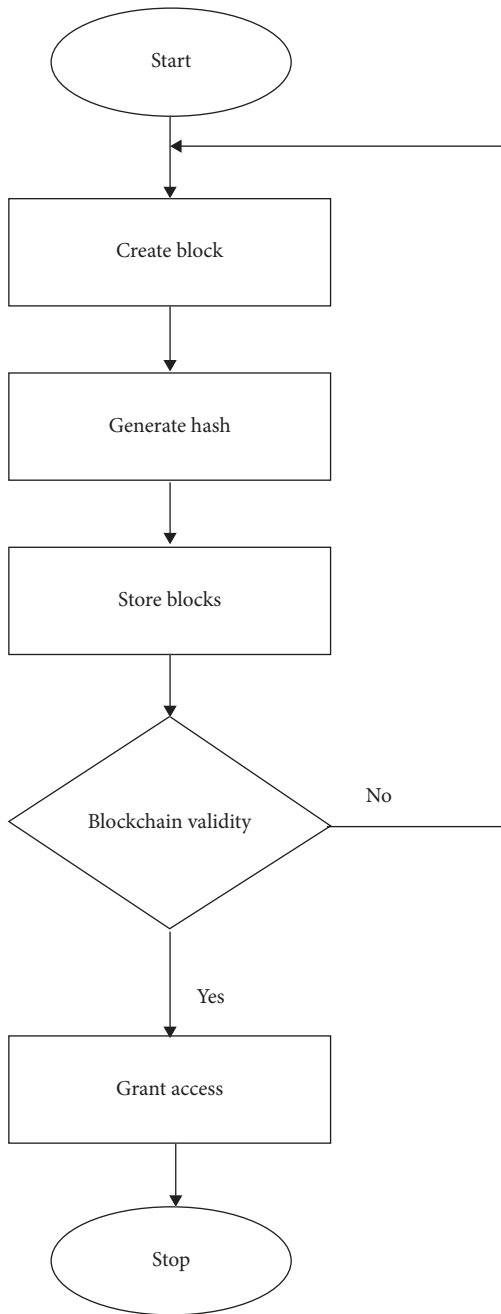 Start
Create block
Generate hash
Store blocks
Blockchain validity
No
Yes
Grant access
Stop